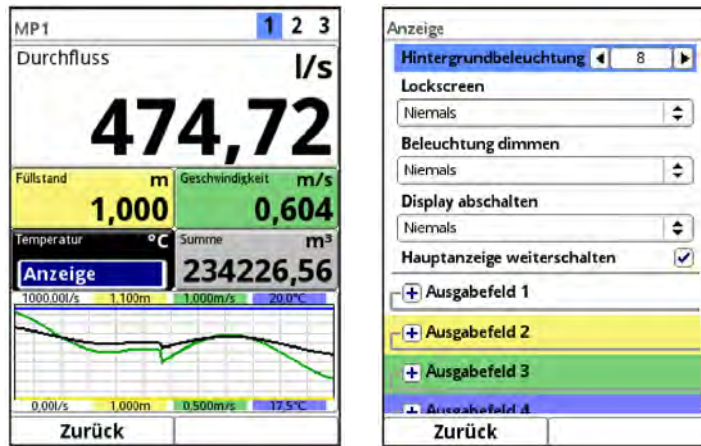 MP1 1 2 3
Durchfluss l/s
474,72
Füllstand m Geschwindigkeit m/s
1,000 0,604
Temperatur °C Summe m³
Anzeige 234226,56
1000,00l/s 1,100m 1,000m/s 20,0°C
0,00l/s 1,000m 0,500m/s 17,5°C
Zurück
Anzeige
Hintergrundbeleuchtung 8
Lockscreen
Niemals
Beleuchtung dimmen
Niemals
Display abschalten
Niemals
Hauptanzeige weiterschalten
Ausgabefeld 1
Ausgabefeld 2
Ausgabefeld 3
Ausgabefeld 4
Zurück